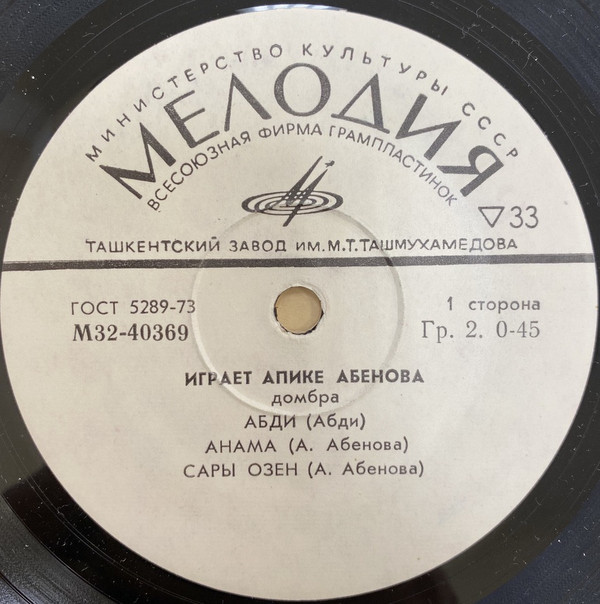 МИНИСТЕРСТВО КУЛЬТУРЫ СССР
МЕЛОДИЯ
ВСЕСОЮЗНАЯ ФИРМА ГРАМПЛАСТИНОК
▽33
ТАШКЕНТСКИЙ ЗАВОД ИМ.М.Т.ТАШМУХАМЕДОВА
ГОСТ 5289-73
1 сторона
М32-40369
Гр. 2. 0-45
ИГРАЕТ АПИКЕ АБЕНОВА
домбра
АБДИ (Абди)
АНАМА (А. Абенова)
САРЫ ОЗЕН (А. Абенова)